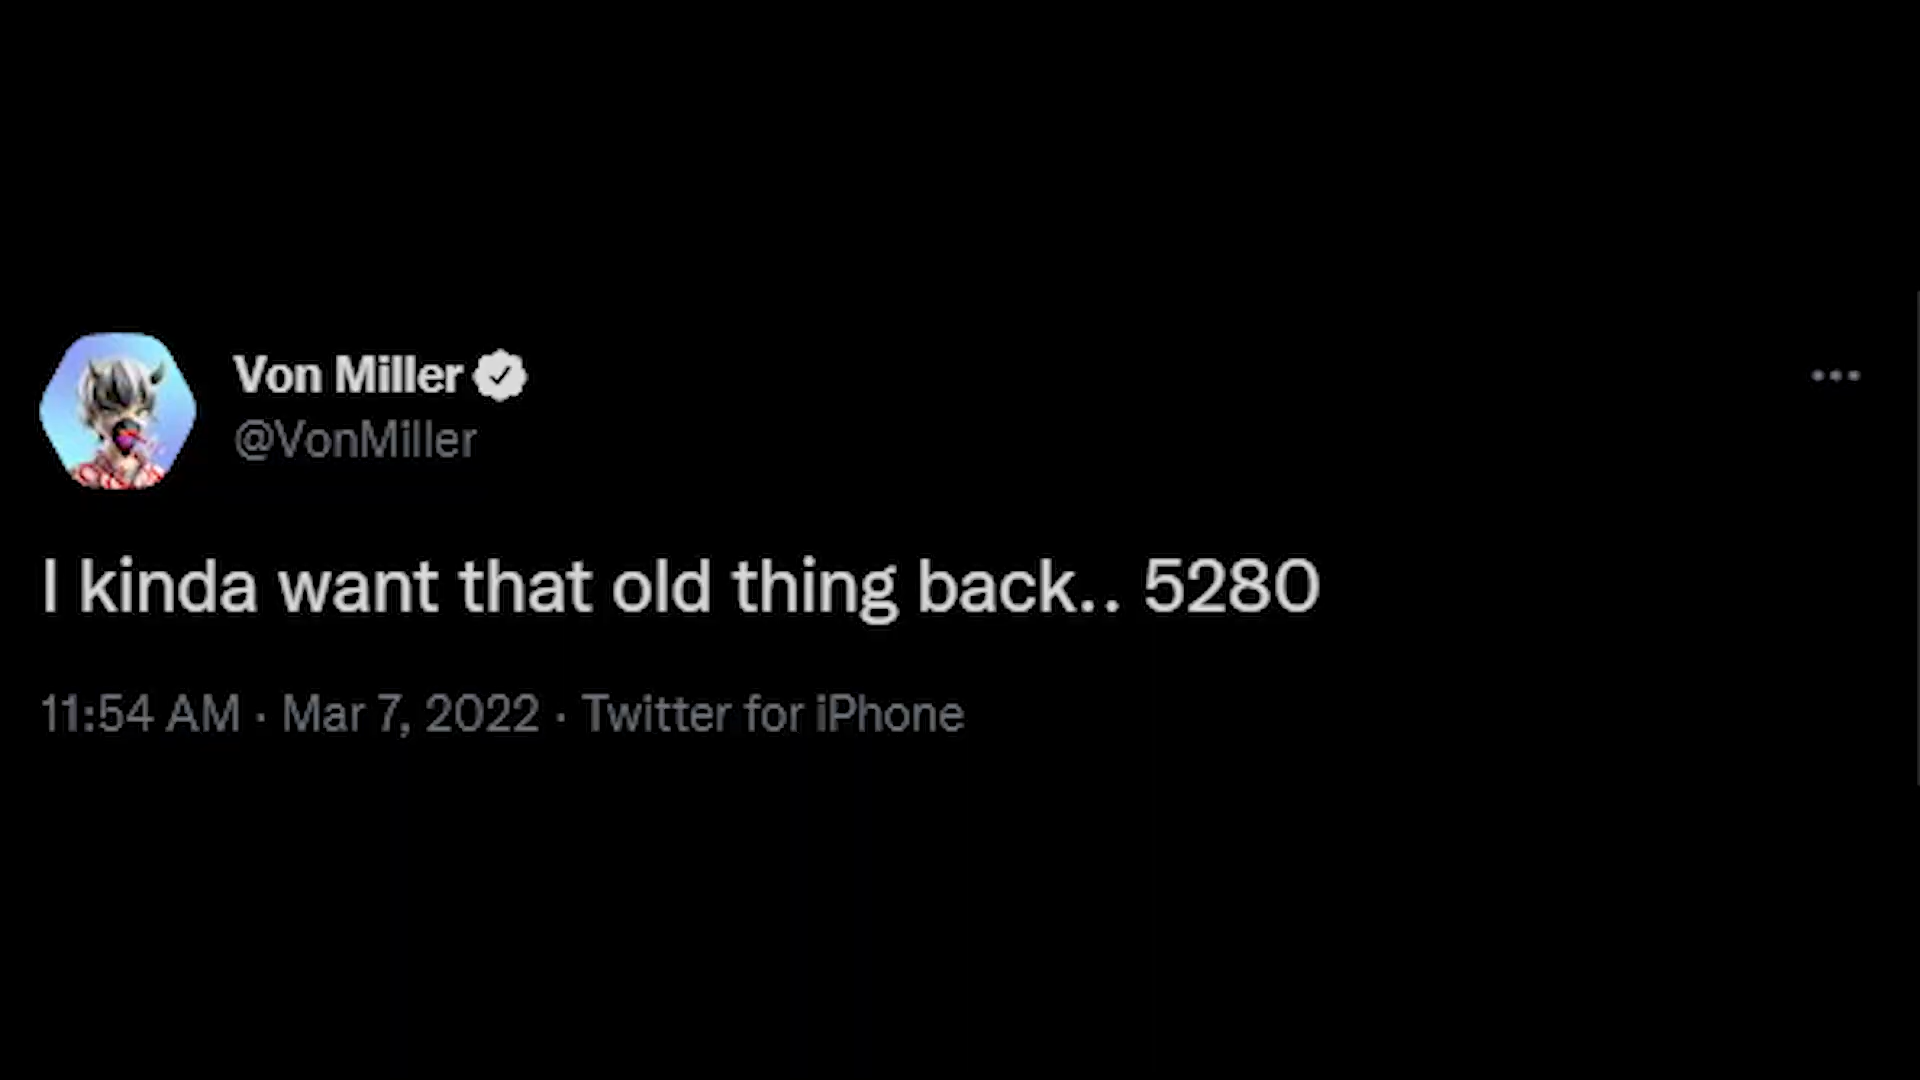 Von Miller
@VonMiller
I kinda want that old thing back.. 5280
11:54 AM · Mar 7, 2022 · Twitter for iPhone